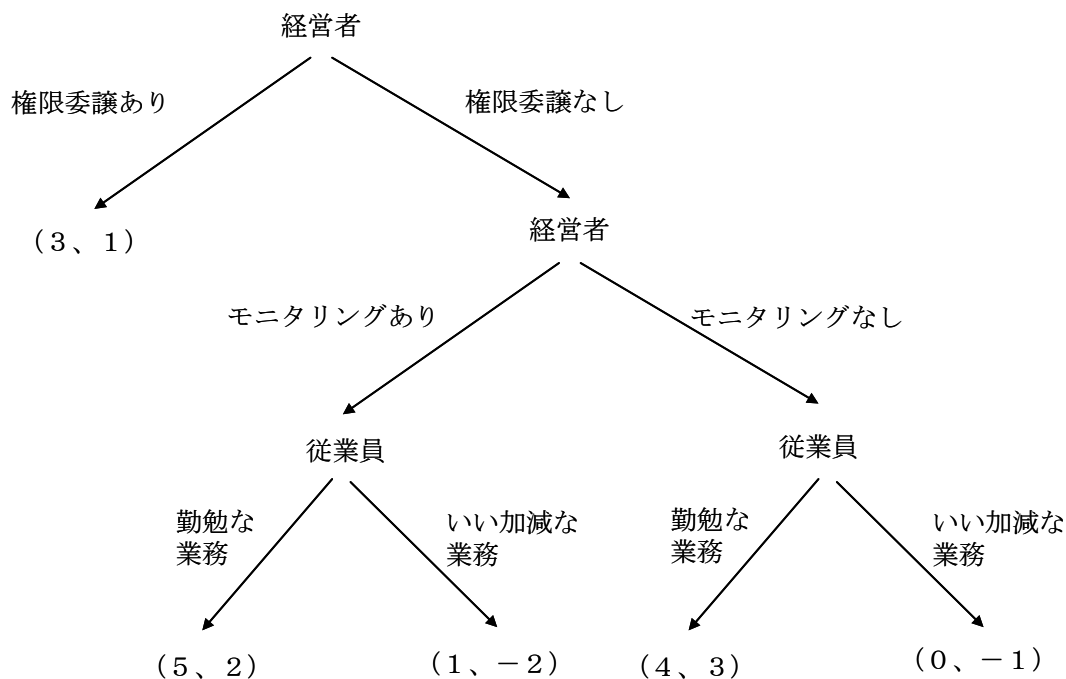 経営者
権限委譲あり
権限委譲なし
（３、１）
経営者
モニタリングあり
モニタリングなし
従業員
従業員
勤勉な
業務
いい加減な
業務
勤勉な
業務
いい加減な
業務
（５、２）
（１、－２）
（４、３）
（０、－１）